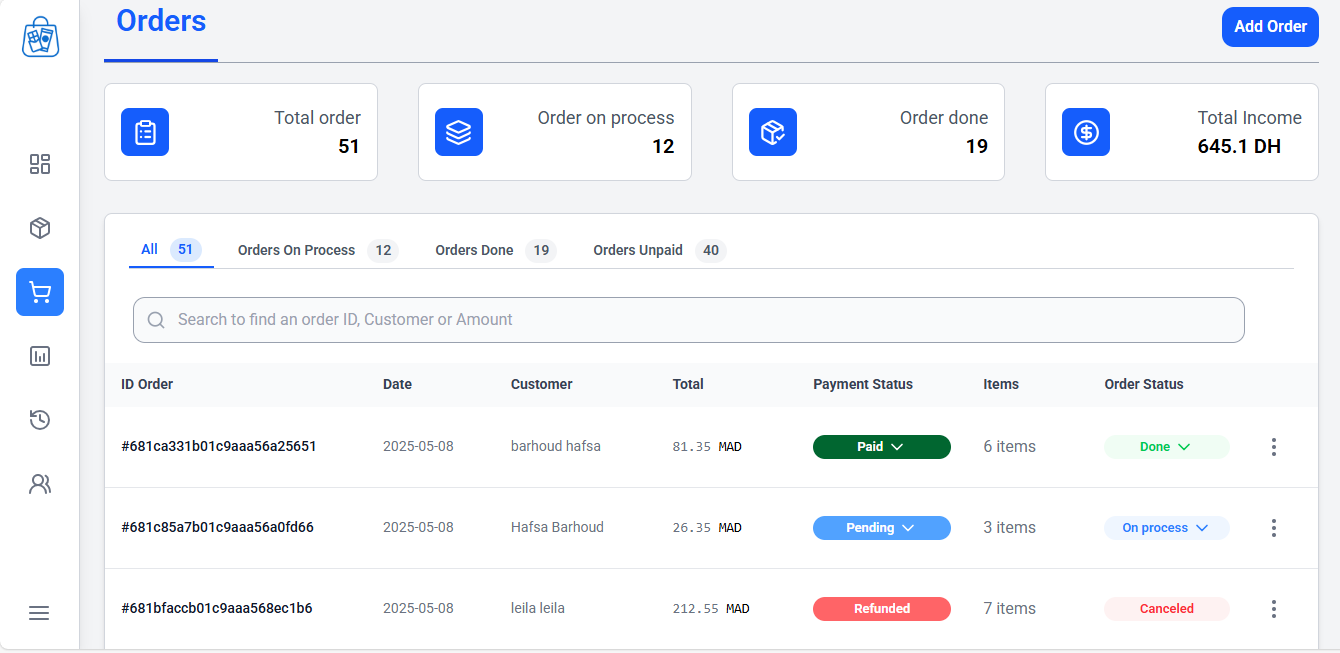 Orders
Add Order
Total order
51
Order on process
12
Order done
19
Total Income
645.1 DH
All 51 Orders On Process 12 Orders Done 19 Orders Unpaid 40
Search to find an order ID, Customer or Amount
ID Order Date Customer Total Payment Status Items Order Status
#681ca331b01c9aaa56a25651 2025-05-08 barhoud hafsa 81.35 MAD Paid 6 items Done
#681c85a7b01c9aaa56a0fd66 2025-05-08 Hafsa Barhoud 26.35 MAD Pending 3 items On process
#681bfaccb01c9aaa568ec1b6 2025-05-08 leila leila 212.55 MAD Refunded 7 items Canceled